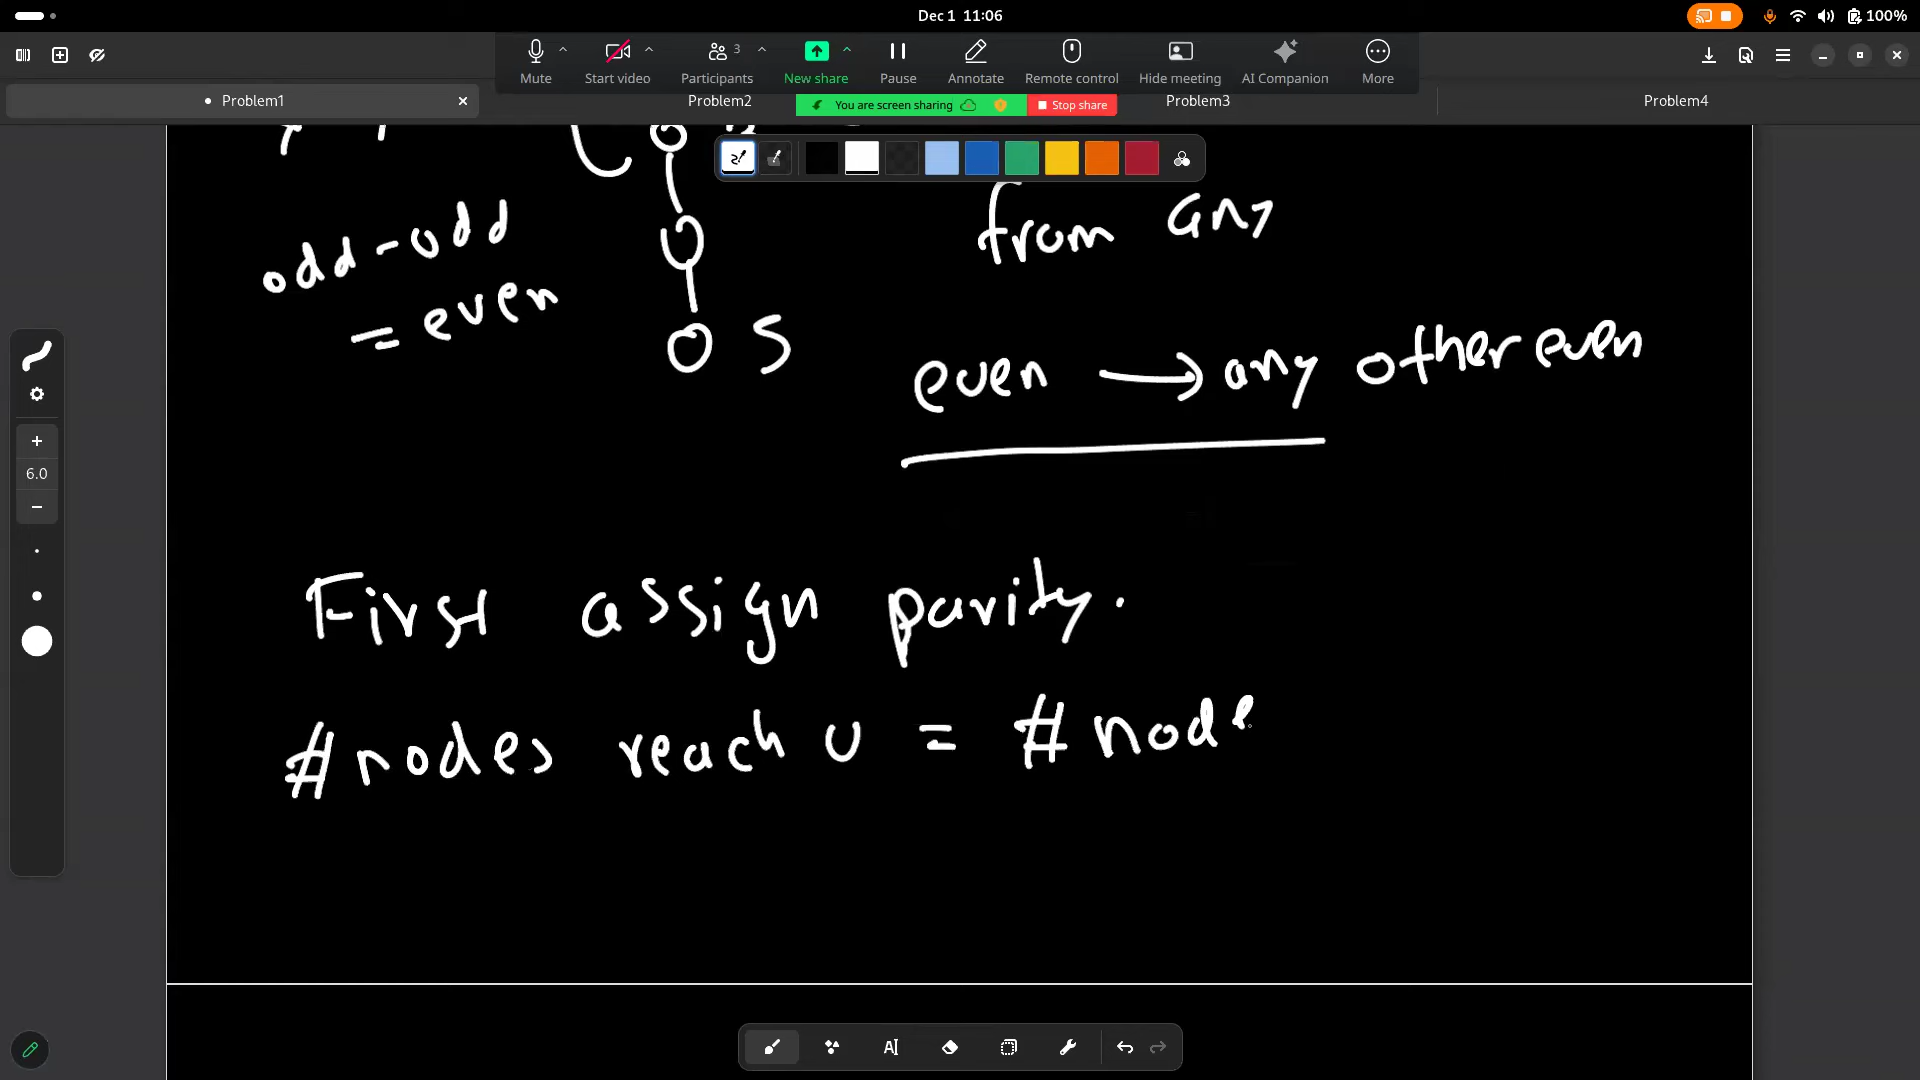 Dec 1 11:06
100%
Mute
Start video
3
Participants
New share
Pause
Annotate
Remote control
Hide meeting
AI Companion
More
Problem1
Problem2
You are screen sharing
Stop share
Problem3
Problem4
from any
odd-odd
= even
S
even → any other even
6.0
First assign parity.
#nodes reach u = #node